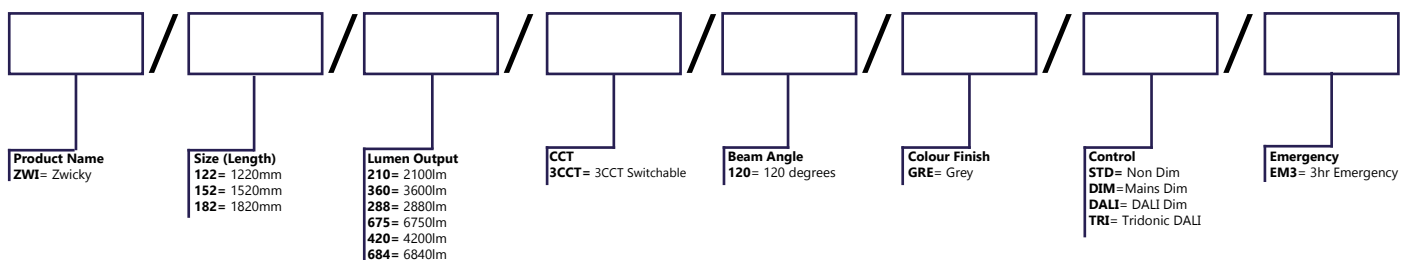 / / / / / / /
Product Name
ZWI= Zwicky
Size (Length)
122= 1220mm
152= 1520mm
182= 1820mm
Lumen Output
210= 2100lm
360= 3600lm
288= 2880lm
675= 6750lm
420= 4200lm
684= 6840lm
CCT
3CCT= 3CCT Switchable
Beam Angle
120= 120 degrees
Colour Finish
GRE= Grey
Control
STD= Non Dim
DIM=Mains Dim
DALI= DALI Dim
TRI= Tridonic DALI
Emergency
EM3= 3hr Emergency